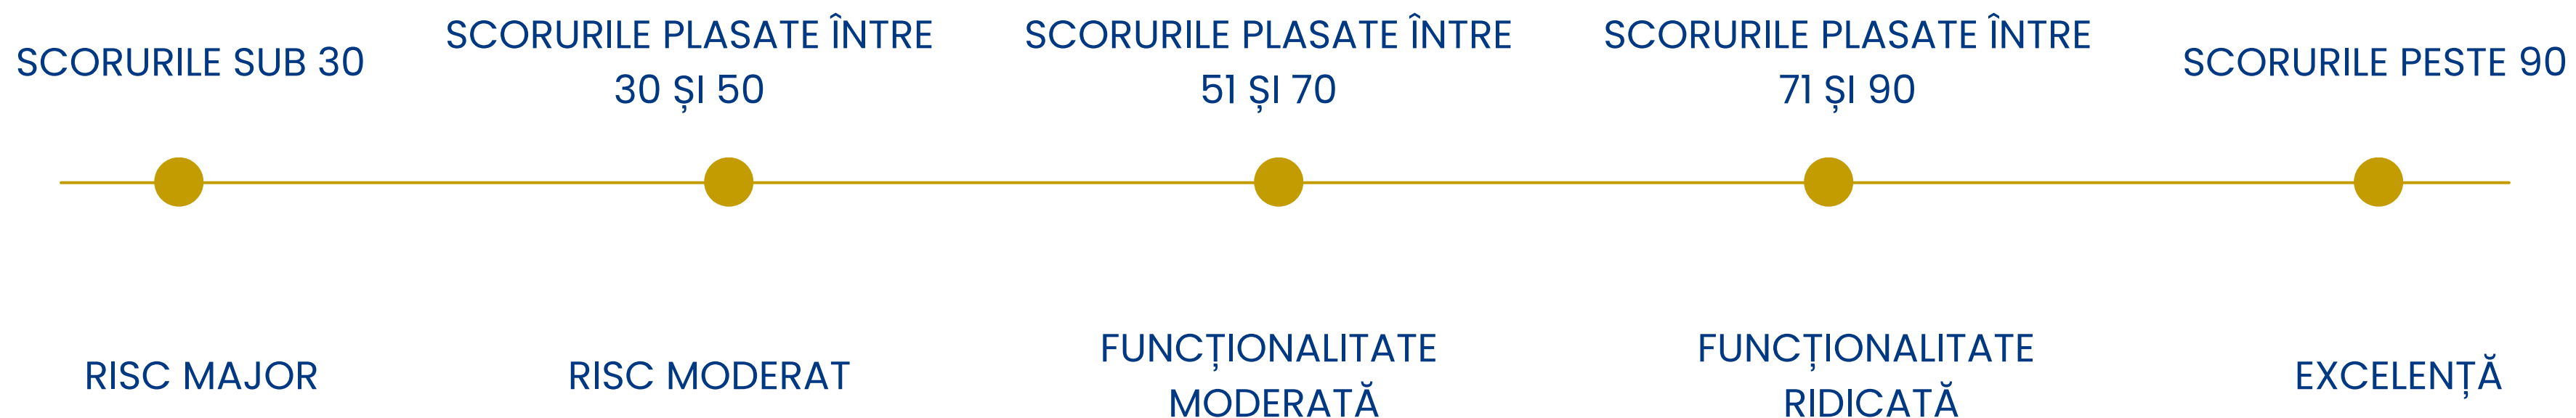 SCORURILE SUB 30
SCORURILE PLASATE ÎNTRE
30 ȘI 50
SCORURILE PLASATE ÎNTRE
51 ȘI 70
SCORURILE PLASATE ÎNTRE
71 ȘI 90
SCORURILE PESTE 90
RISC MAJOR
RISC MODERAT
FUNCȚIONALITATE
MODERATĂ
FUNCȚIONALITATE
RIDICATĂ
EXCELENȚĂ